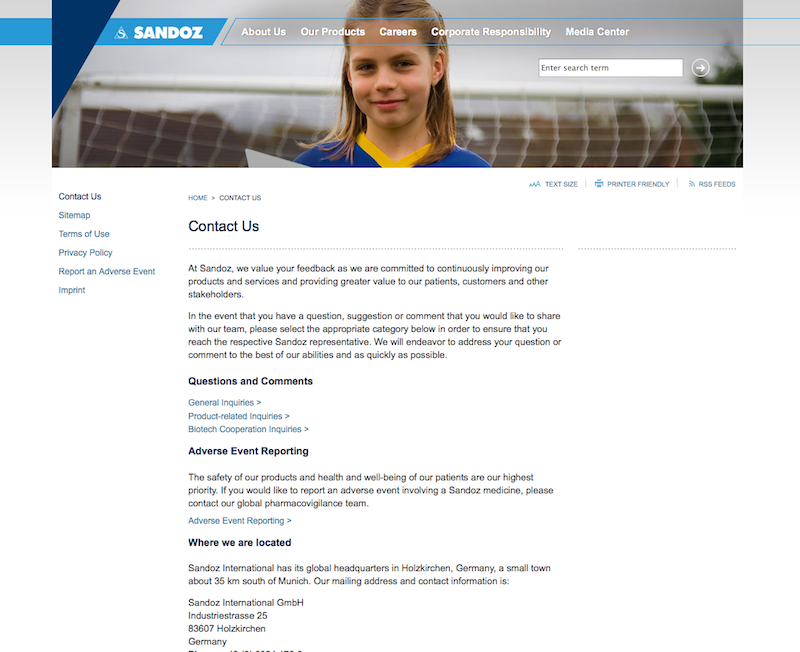 SANDOZ
About Us Our Products Careers Corporate Responsibility Media Center
Enter search term
AAA TEXT SIZE PRINTER FRIENDLY RSS FEEDS
Contact Us
Sitemap
Terms of Use
Privacy Policy
Report an Adverse Event
Imprint
HOME > CONTACT US
Contact Us
At Sandoz, we value your feedback as we are committed to continuously improving our
products and services and providing greater value to our patients, customers and other
stakeholders.
In the event that you have a question, suggestion or comment that you would like to share
with our team, please select the appropriate category below in order to ensure that you
reach the respective Sandoz representative. We will endeavor to address your question or
comment to the best of our abilities and as quickly as possible.
Questions and Comments
General Inquiries >
Product-related Inquiries >
Biotech Cooperation Inquiries >
Adverse Event Reporting
The safety of our products and health and well-being of our patients are our highest
priority. If you would like to report an adverse event involving a Sandoz medicine, please
contact our global pharmacovigilance team.
Adverse Event Reporting >
Where we are located
Sandoz International has its global headquarters in Holzkirchen, Germany, a small town
about 35 km south of Munich. Our mailing address and contact information is:
Sandoz International GmbH
Industriestrasse 25
83607 Holzkirchen
Germany